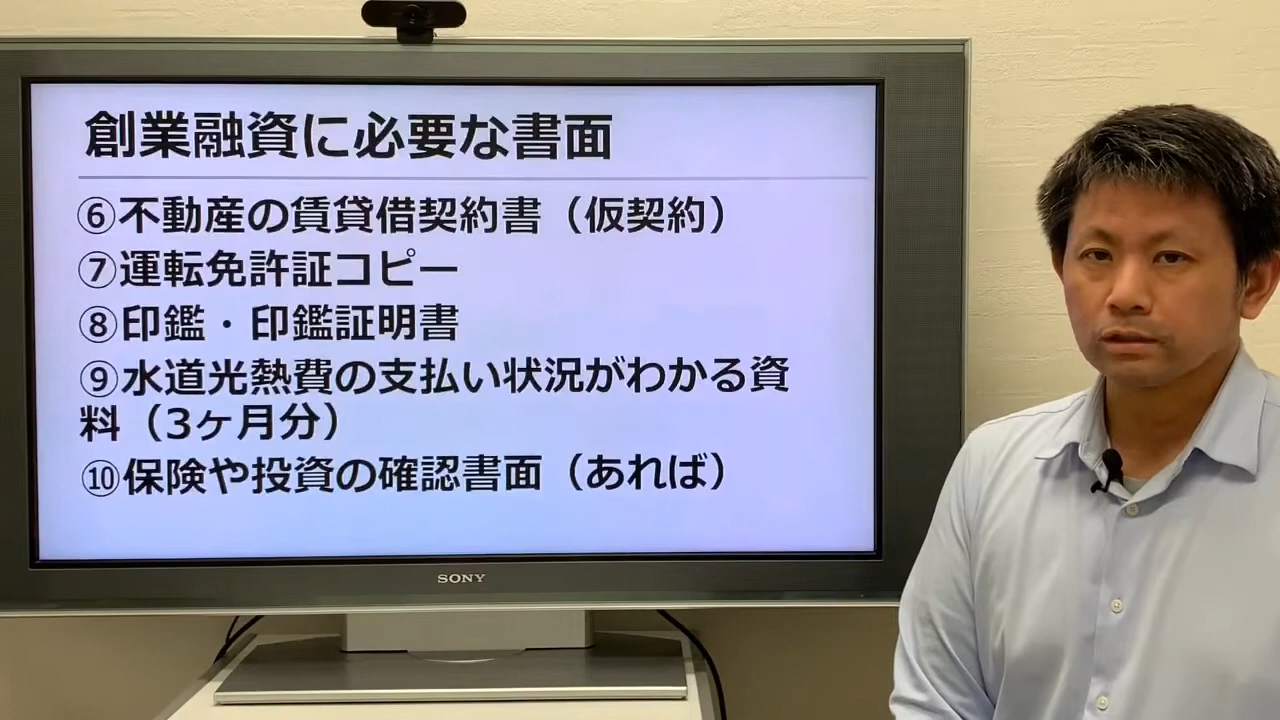 創業融資に必要な書面
⑥不動産の賃貸借契約書（仮契約）
⑦運転免許証コピー
⑧印鑑・印鑑証明書
⑨水道光熱費の支払い状況がわかる資
料（3ヶ月分）
⑩保険や投資の確認書面（あれば）
SONY